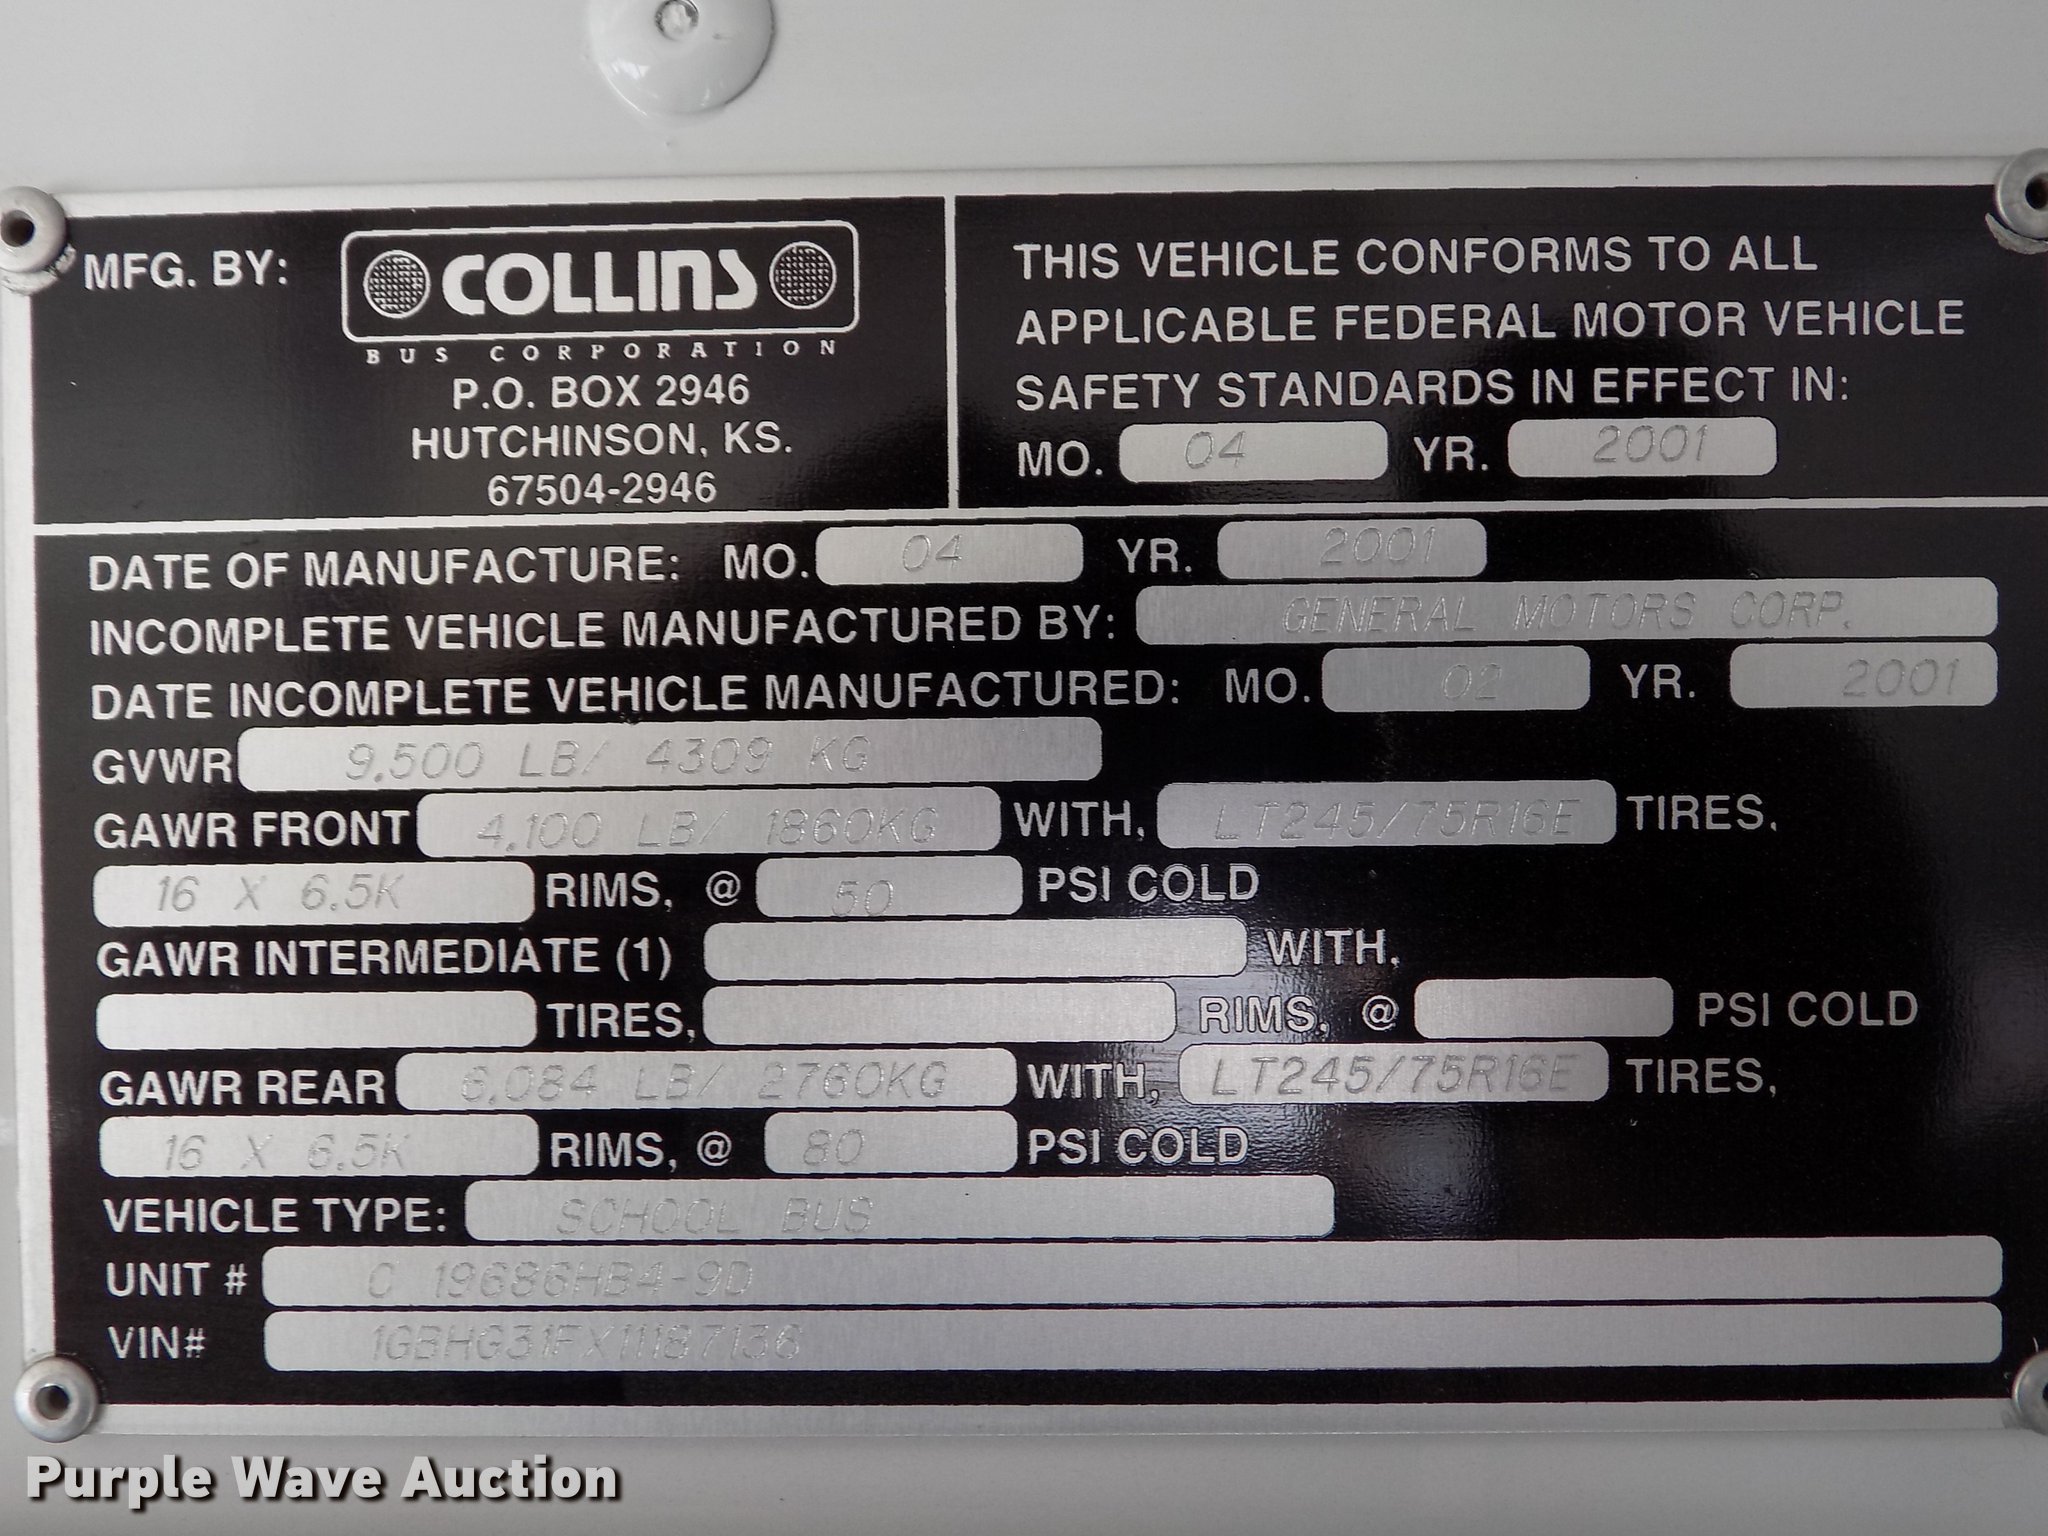 MFG. BY:
COLLINS
BUS CORPORATION
P.O. BOX 2946
HUTCHINSON, KS.
67504-2946
THIS VEHICLE CONFORMS TO ALL
APPLICABLE FEDERAL MOTOR VEHICLE
SAFETY STANDARDS IN EFFECT IN:
MO. 04 YR. 2001
DATE OF MANUFACTURE: MO. 04 YR. 2001
INCOMPLETE VEHICLE MANUFACTURED BY: GENERAL MOTORS CORP.
DATE INCOMPLETE VEHICLE MANUFACTURED: MO. 02 YR. 2001
GVWR 9,500 LB/ 4309 KG
GAWR FRONT 4,100 LB/ 1860KG WITH, LT245/75R16E TIRES,
16 X 6.5K RIMS, @ 50 PSI COLD
GAWR INTERMEDIATE (1) WITH,
TIRES, RIMS, @ PSI COLD
GAWR REAR 6,084 LB/ 2760KG WITH, LT245/75R16E TIRES,
16 X 6.5K RIMS, @ 80 PSI COLD
VEHICLE TYPE: SCHOOL BUS
UNIT # C 19686HB4-9D
VIN# 1GBHG31FX11187136
Purple Wave Auction